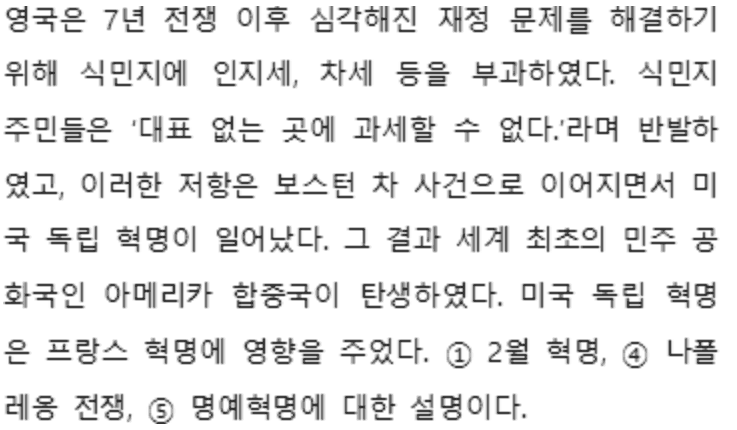 영국은 7년 전쟁 이후 심각해진 재정 문제를 해결하기
위해 식민지에 인지세, 차세 등을 부과하였다. 식민지
주민들은 '대표 없는 곳에 과세할 수 없다.'라며 반발하
였고, 이러한 저항은 보스턴 차 사건으로 이어지면서 미
국 독립 혁명이 일어났다. 그 결과 세계 최초의 민주 공
화국인 아메리카 합중국이 탄생하였다. 미국 독립 혁명
은 프랑스 혁명에 영향을 주었다. ① 2월 혁명, ④ 나폴
레옹 전쟁, ⑤ 명예혁명에 대한 설명이다.